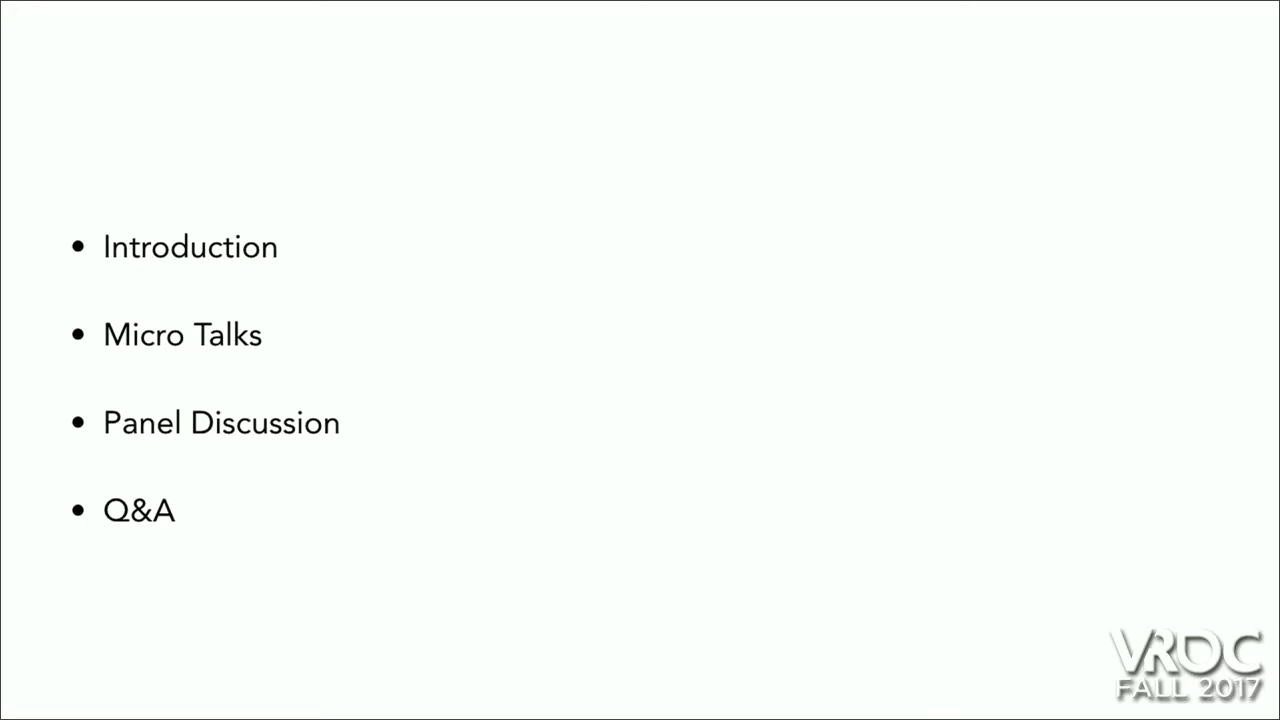 • Introduction
• Micro Talks
• Panel Discussion
• Q&A
VRDC
FALL 2017